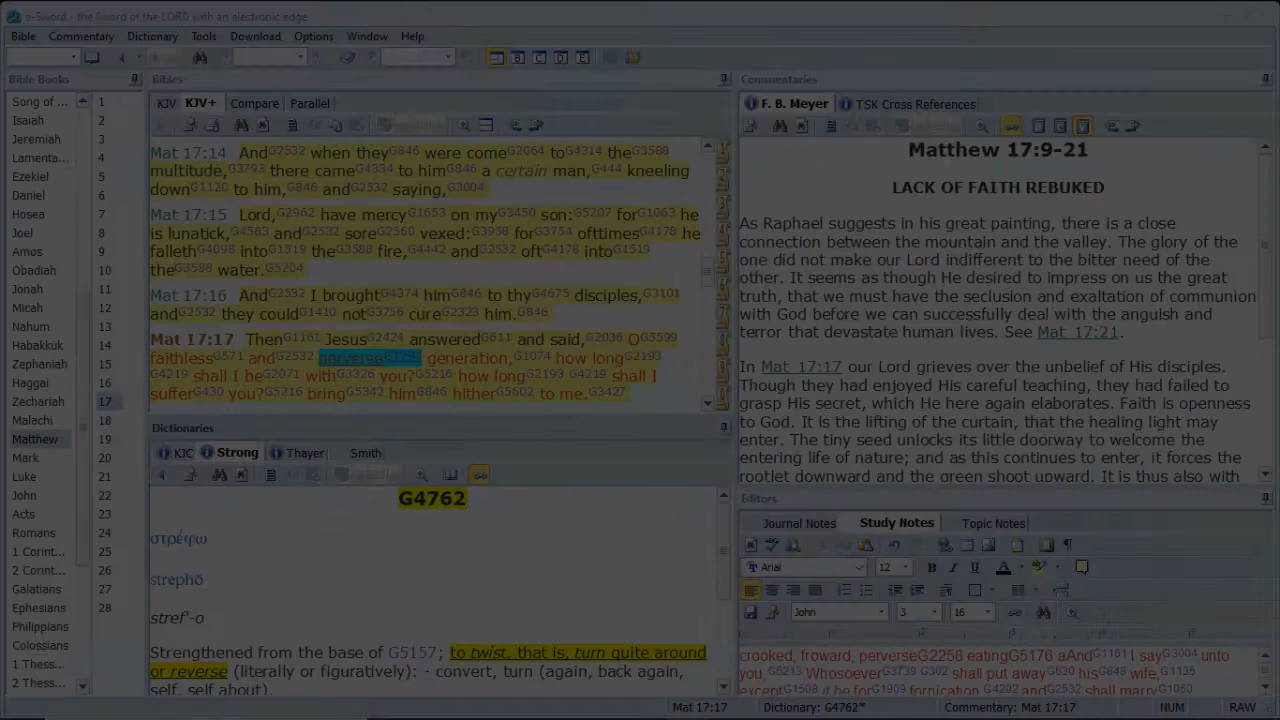 e-Sword - the Sword of the LORD with an electronic edge
Bible Commentary Dictionary Tools Download Options Window Help
Bible Books
Song of ...
Isaiah
Jeremiah
Lamenta...
Ezekiel
Daniel
Hosea
Joel
Amos
Obadiah
Jonah
Micah
Nahum
Habakkuk
Zephaniah
Haggai
Zechariah
Malachi
Matthew
Mark
Luke
John
Acts
Romans
1 Corint...
2 Corint...
Galatians
Ephesians
Philippians
Colossians
1 Thess...
2 Thess...
1
2
3
4
5
6
7
8
9
10
11
12
13
14
15
16
17
18
19
20
21
22
23
24
25
26
27
28
Bibles
KJV KJV+ Compare Parallel
Mat 17:14 AndG2532 when theyG846 were comeG2064 toG4314 theG3588
multitude,G3793 there cameG4334 to himG846 a certain man,G444 kneeling
downG1120 to him,G846 andG2532 saying,G3004
Mat 17:15 Lord,G2962 have mercyG1653 on myG3450 son:G5207 forG1063 he
is lunatick,G4583 andG2532 soreG2560 vexed:G3958 forG3754 ofttimesG4178 he
fallethG4098 intoG1519 theG3588 fire,G4442 andG2532 oftG4178 intoG1519
theG3588 water.G5204
Mat 17:16 AndG2532 I broughtG4374 himG846 to thyG4675 disciples,G3101
andG2532 they couldG1410 notG3756 cureG2323 him.G846
Mat 17:17 ThenG1161 JesusG2424 answeredG611 and said,G2036 OG5599
faithlessG571 andG2532 perverseG1294 generation,G1074 how longG2193
G4219 shall I beG2071 withG3326 you?G5216 how longG2193 G4219 shall I
sufferG430 you?G5216 bringG5342 himG846 hitherG5602 to me.G3427
Dictionaries
KJC Strong Thayer Smith
G4762
στρέφω
strephō
stref'-o
Strengthened from the base of G5157; to twist, that is, turn quite around
or reverse (literally or figuratively): - convert, turn (again, back again,
self, self about).
Commentaries
F. B. Meyer TSK Cross References
Matthew 17:9-21
LACK OF FAITH REBUKED
As Raphael suggests in his great painting, there is a close
connection between the mountain and the valley. The glory of the
one did not make our Lord indifferent to the bitter need of the
other. It seems as though He desired to impress on us the great
truth, that we must have the seclusion and exaltation of communion
with God before we can successfully deal with the anguish and
terror that devastate human lives. See Mat 17:21.
In Mat 17:17 our Lord grieves over the unbelief of His disciples.
Though they had enjoyed His careful teaching, they had failed to
grasp His secret, which He here again elaborates. Faith is openness
to God. It is the lifting of the curtain, that the healing light may
enter. The tiny seed unlocks its little doorway to welcome the
entering life of nature; and as this continues to enter, it forces the
rootlet downward and the green shoot upward. It is thus also with
Editors
Journal Notes Study Notes Topic Notes
Arial 12 B I U A
John 3 16
crooked, froward, perverseG2258 eatingG5176 aAndG1161 I sayG3004 unto
you,G5213 WhosoeverG3739 G302 shall put awayG630 hisG848 wife,G1135
exceptG1508 it be forG1909 fornication,G4202 andG2532 shall marryG1060
Mat 17:17 Dictionary: G4762* Commentary: Mat 17:17 NUM RAW